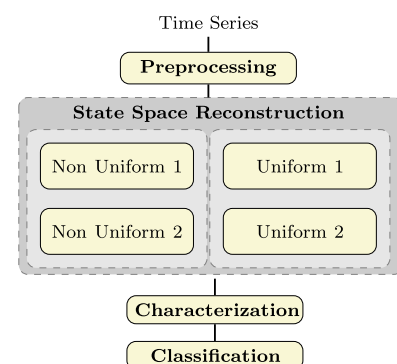 Time Series
Preprocessing
State Space Reconstruction
Non Uniform 1
Uniform 1
Non Uniform 2
Uniform 2
Characterization
Classification